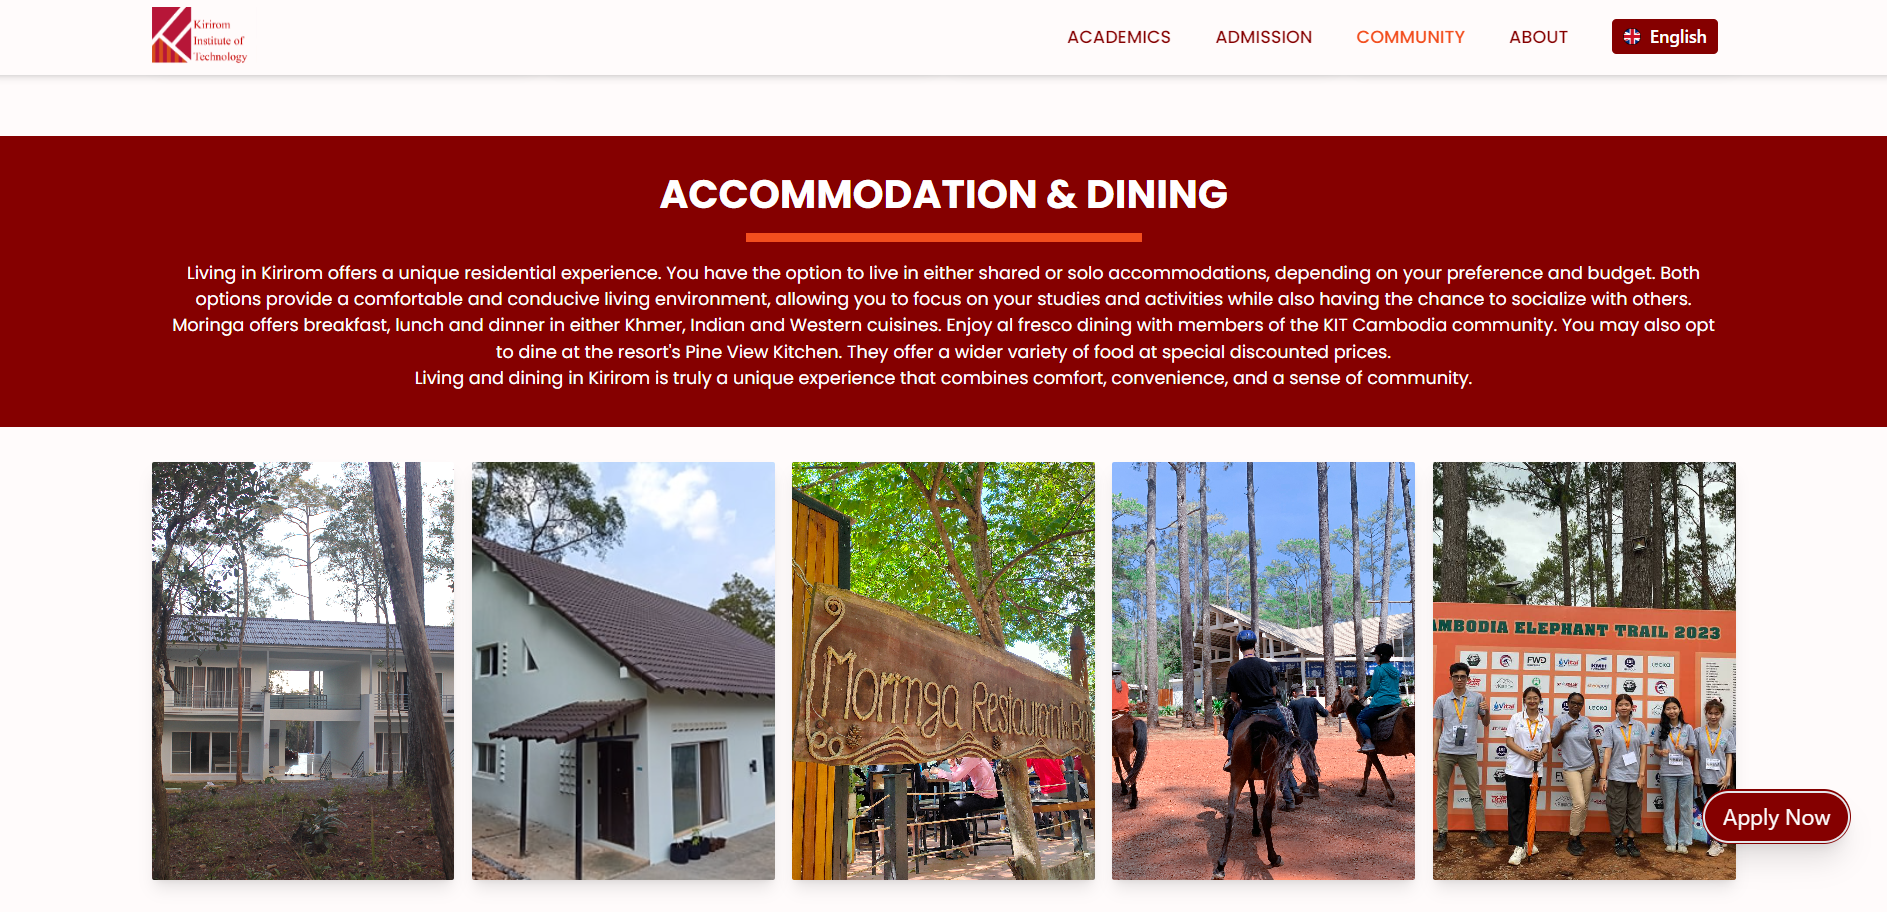 Kirirom
Institute of
Technology
ACADEMICS
ADMISSION
COMMUNITY
ABOUT
English
ACCOMMODATION & DINING
Living in Kirirom offers a unique residential experience. You have the option to live in either shared or solo accommodations, depending on your preference and budget. Both
options provide a comfortable and conducive living environment, allowing you to focus on your studies and activities while also having the chance to socialize with others.
Moringa offers breakfast, lunch and dinner in either Khmer, Indian and Western cuisines. Enjoy al fresco dining with members of the KIT Cambodia community. You may also opt
to dine at the resort's Pine View Kitchen. They offer a wider variety of food at special discounted prices.
Living and dining in Kirirom is truly a unique experience that combines comfort, convenience, and a sense of community.
Moringa Restaurant & Ba
AMBODIA ELEPHANT TRAIL 2023
FWD
Vital
KMH
LECKA
Vital
LECKA
Apply Now